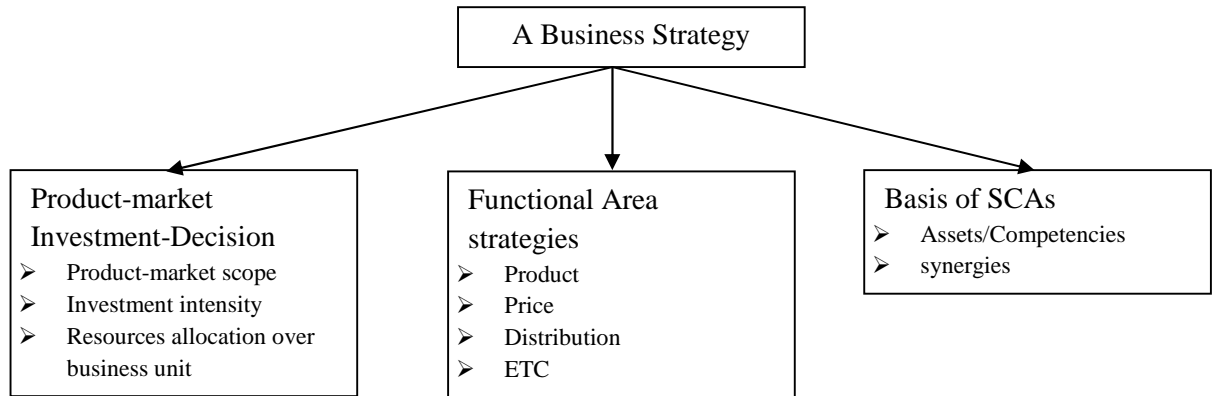 A Business Strategy
Product-market
Investment-Decision
➢ Product-market scope
➢ Investment intensity
➢ Resources allocation over
business unit
Functional Area
strategies
➢ Product
➢ Price
➢ Distribution
➢ ETC
Basis of SCAs
➢ Assets/Competencies
➢ synergies